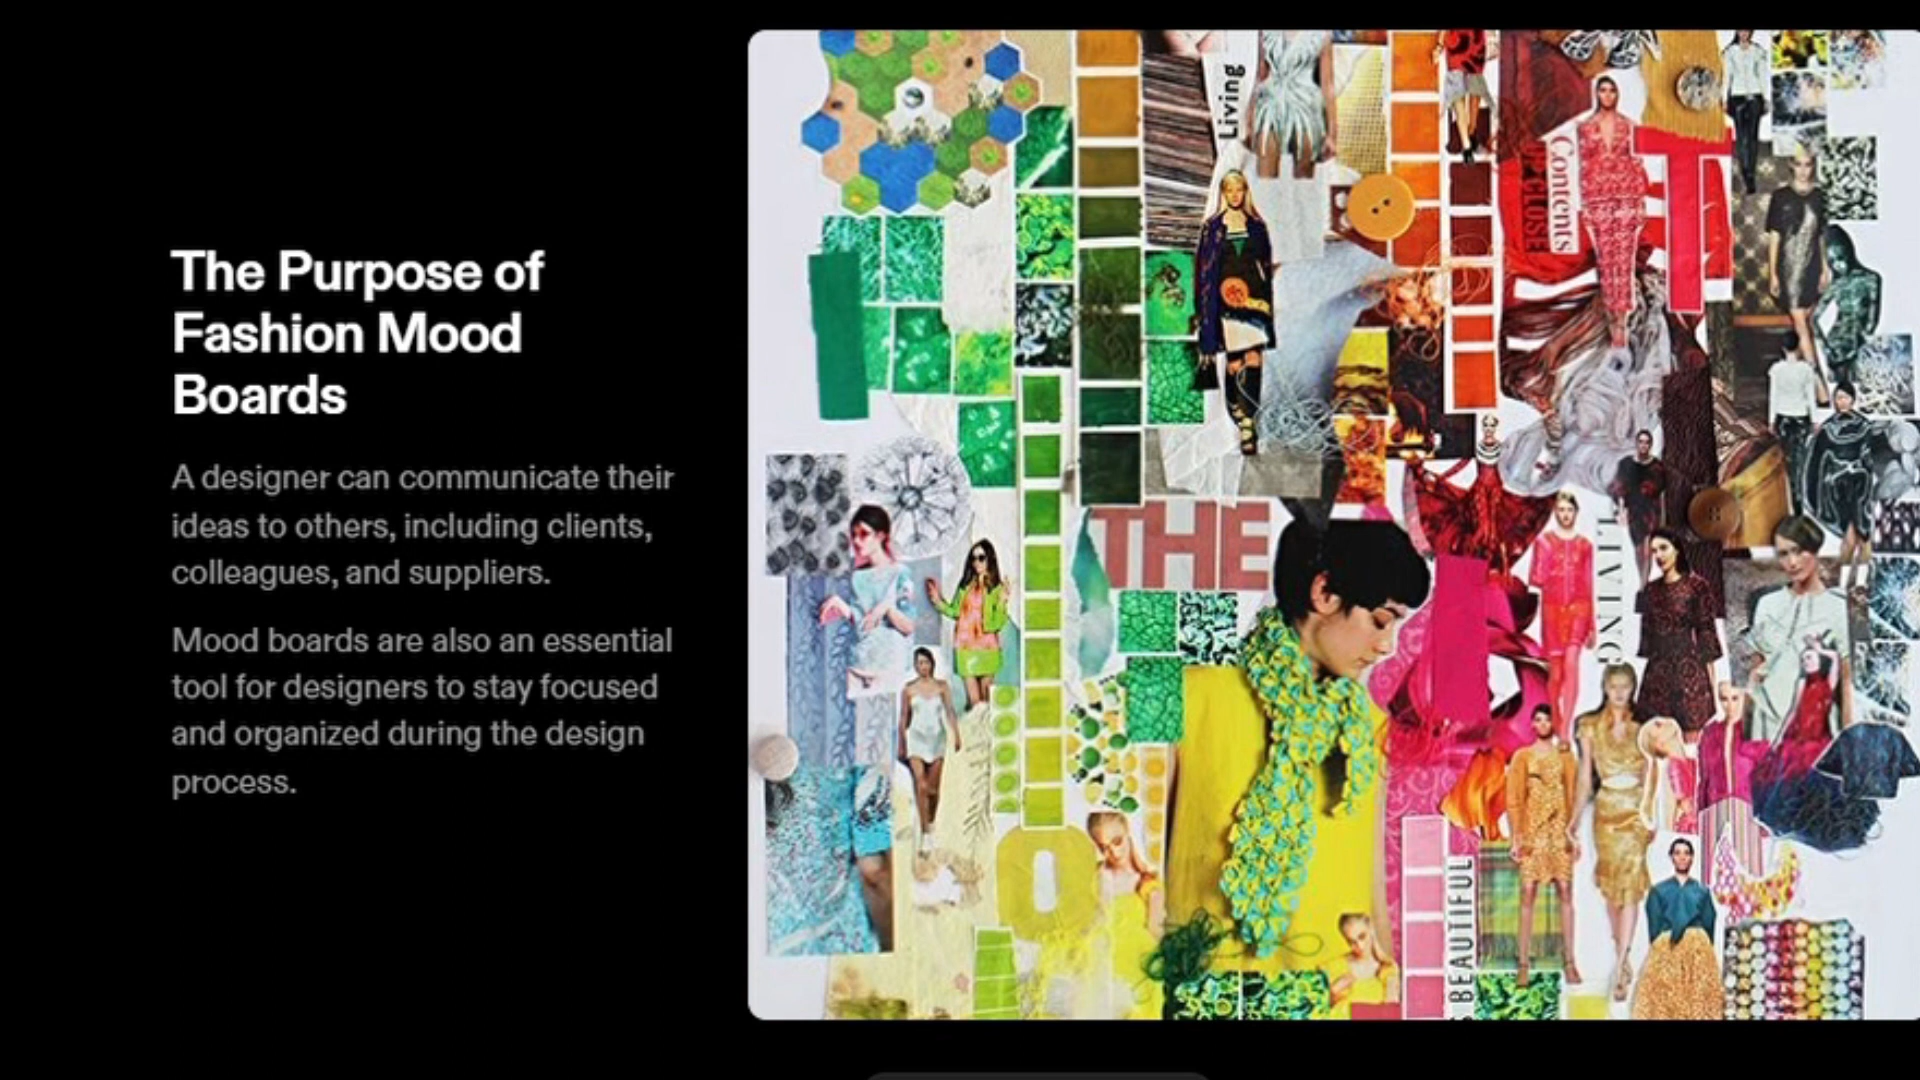 The Purpose of
Fashion Mood
Boards
A designer can communicate their
ideas to others, including clients,
colleagues, and suppliers.
Mood boards are also an essential
tool for designers to stay focused
and organized during the design
process.
Living
Contents
T
THE
LIVING
O
BEAUTIFUL